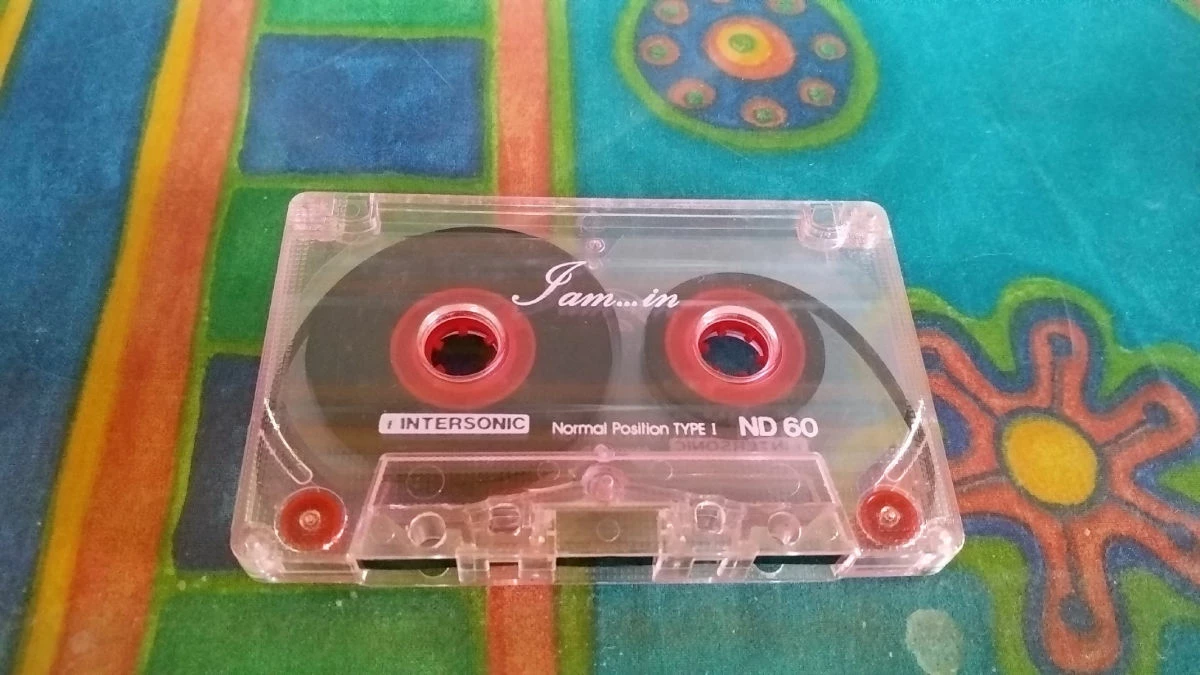 I am...in
i INTERSONIC
Normal Position TYPE I ND 60